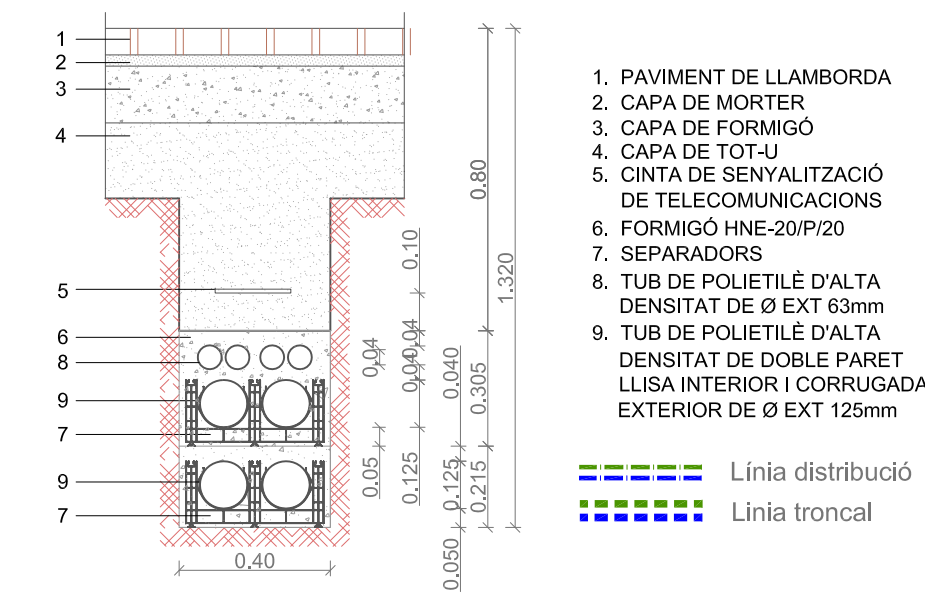 1
2
3
4
5
6
8
9
7
9
7
0.40
0.04
0.05
0.10
0.04
0.04
0.125
0.040
0.125
0.050
0.80
0.305
0.215
1.320
1. PAVIMENT DE LLAMBORDA
2. CAPA DE MORTER
3. CAPA DE FORMIGÓ
4. CAPA DE TOT-U
5. CINTA DE SENYALITZACIÓ
DE TELECOMUNICACIONS
6. FORMIGÓ HNE-20/P/20
7. SEPARADORS
8. TUB DE POLIETILÈ D'ALTA
DENSITAT DE Ø EXT 63mm
9. TUB DE POLIETILÈ D'ALTA
DENSITAT DE DOBLE PARET
LLISA INTERIOR I CORRUGADA
EXTERIOR DE Ø EXT 125mm
Línia distribució
Linia troncal